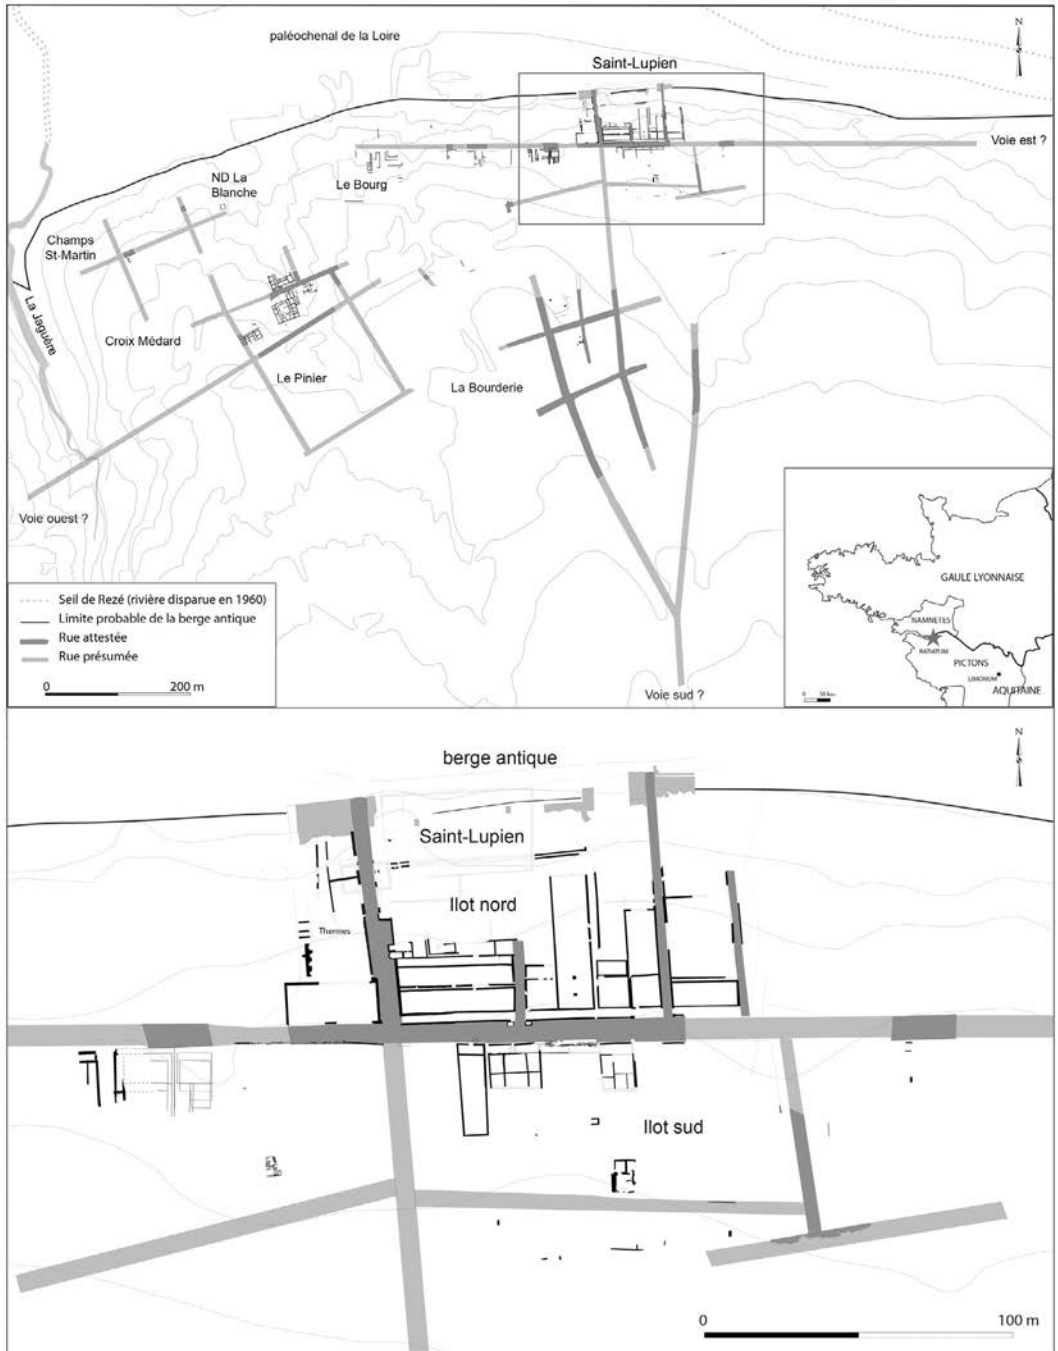 N
paléochenal de la Loire
Saint-Lupien
Voie est ?
ND La
Blanche
Le Bourg
Champs
St-Martin
La Jaguère
Croix Médard
Le Pinier
La Bourderie
Voie ouest ?
Voie sud ?
Seil de Rezé (rivière disparue en 1960)
Limite probable de la berge antique
Rue attestée
Rue présumée
0 200 m
GAULE LYONNAISE
NAMNETES
RATIATUM
PICTONS
LIMONUM
AQUITAINE
0 50 km
N
berge antique
Saint-Lupien
Ilot nord
Thermes
Ilot sud
0 100 m